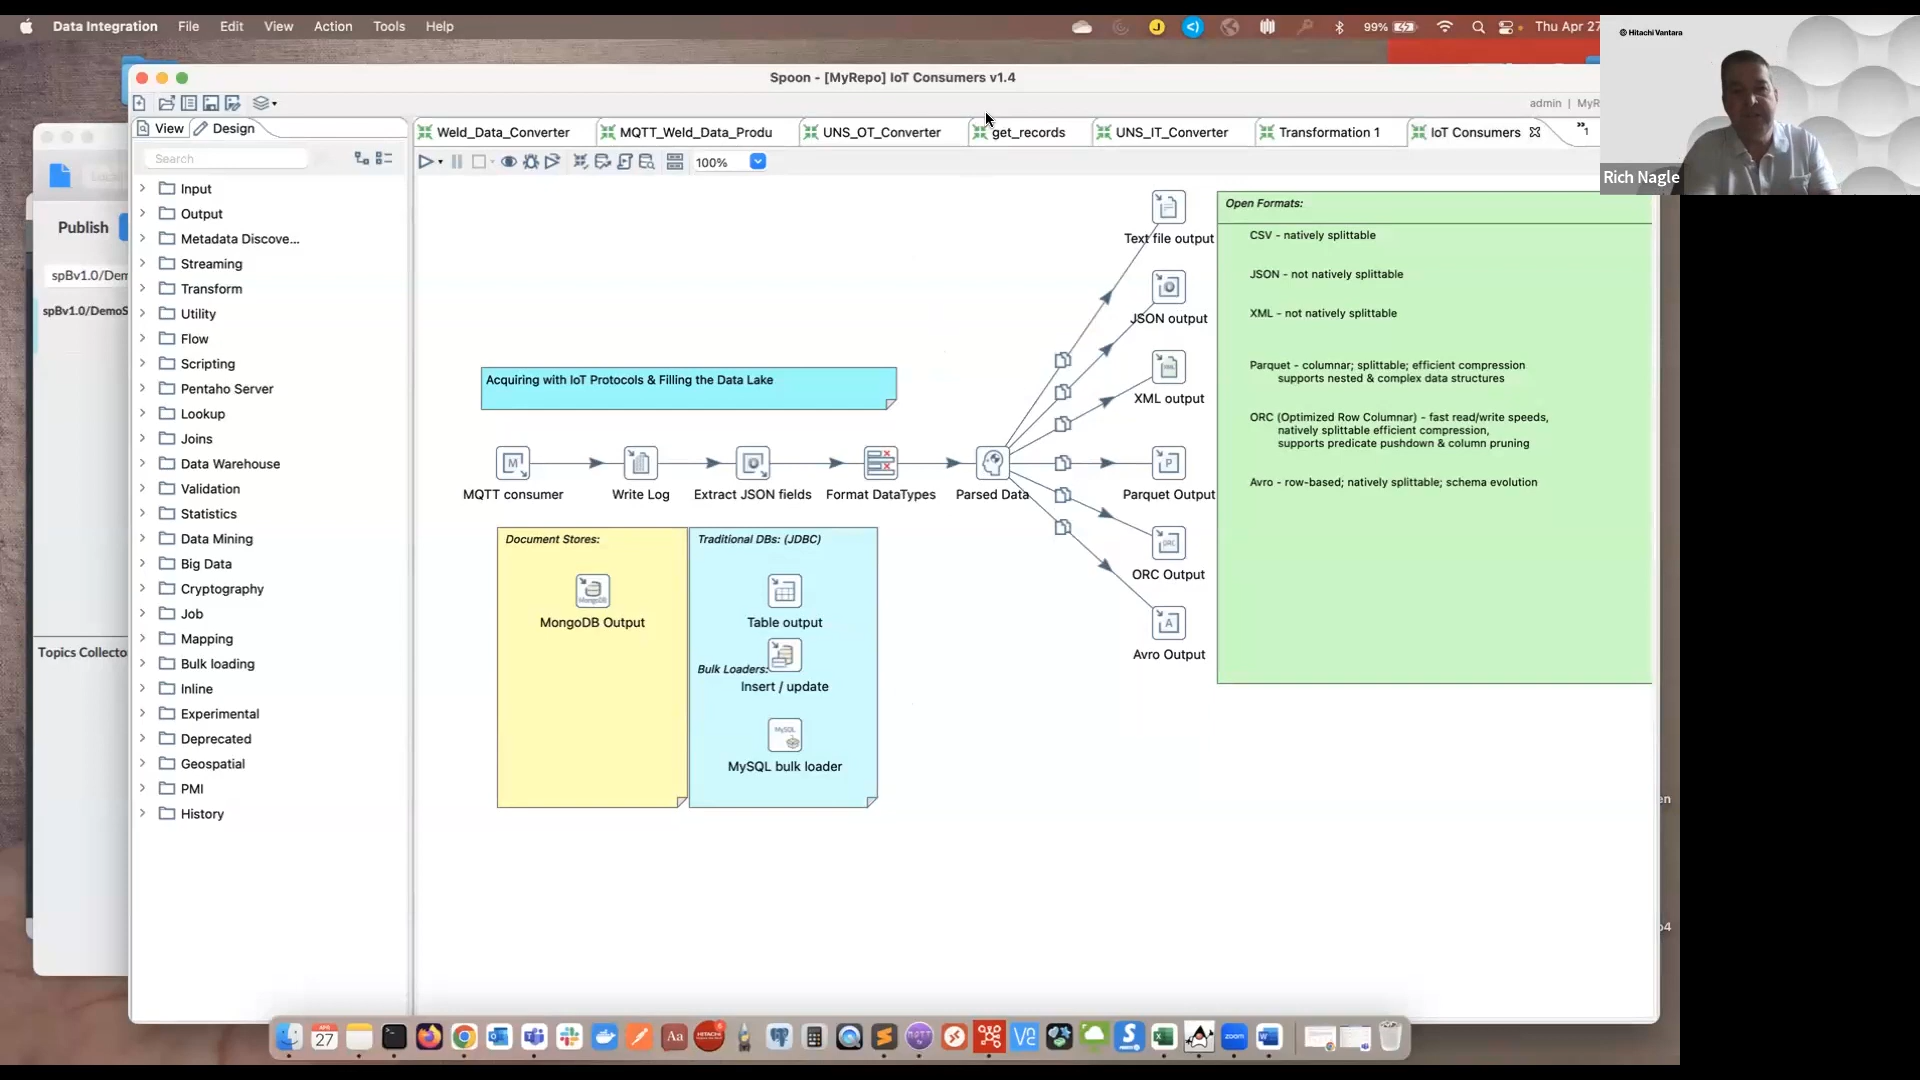 Data Integration File Edit View Action Tools Help
J 99% Thu Apr 27
Hitachi Vantara
Rich Nagle
Spoon - [MyRepo] IoT Consumers v1.4
admin | MyR
View Design
Weld_Data_Converter MQTT_Weld_Data_Produ UNS_OT_Converter get_records UNS_IT_Converter Transformation 1 IoT Consumers 1
Search
100%
Publish
spBv1.0/Dem
spBv1.0/DemoS
Topics Collecto
Input
Output
Metadata Discove...
Streaming
Transform
Utility
Flow
Scripting
Pentaho Server
Lookup
Joins
Data Warehouse
Validation
Statistics
Data Mining
Big Data
Cryptography
Job
Mapping
Bulk loading
Inline
Experimental
Deprecated
Geospatial
PMI
History
Acquiring with IoT Protocols & Filling the Data Lake
MQTT consumer
Write Log
Extract JSON fields
Format DataTypes
Parsed Data
Text file output
JSON output
XML output
Parquet Output
ORC Output
Avro Output
Document Stores:
MongoDB Output
Traditional DBs: (JDBC)
Table output
Bulk Loaders:
Insert / update
MySQL bulk loader
Open Formats:
CSV - natively splittable
JSON - not natively splittable
XML - not natively splittable
Parquet - columnar; splittable; efficient compression
supports nested & complex data structures
ORC (Optimized Row Columnar) - fast read/write speeds,
natively splittable efficient compression,
supports predicate pushdown & column pruning
Avro - row-based; natively splittable; schema evolution
en
04
APR
27
Aa
HITACHI
zoom